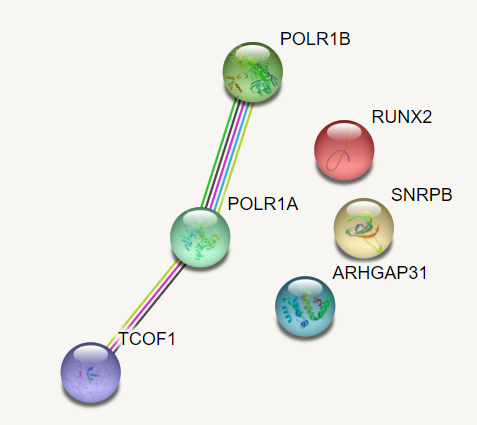 POLR1B
RUNX2
SNRPB
POLR1A
ARHGAP31
TCOF1